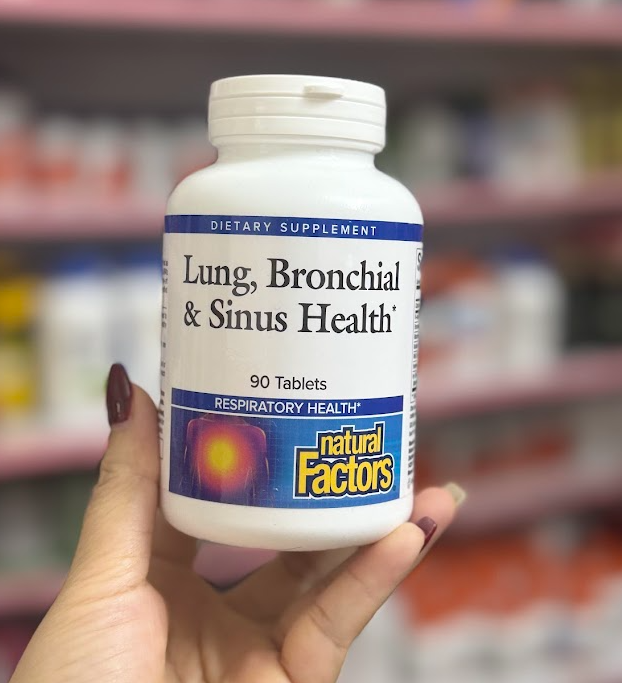 DIETARY SUPPLEMENT
Lung, Bronchial
& Sinus Health*
90 Tablets
RESPIRATORY HEALTH*
natural
Factors